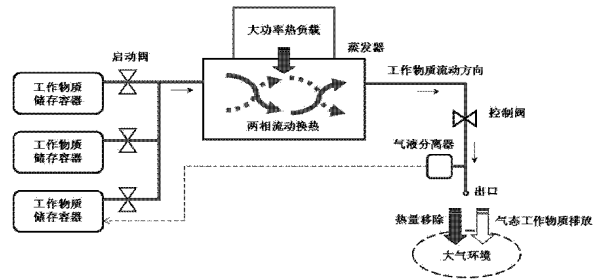 大功率热负载
启动阀
蒸发器
工作物质流动方向
工作物质
储存容器
两相流动换热
控制阀
工作物质
储存容器
气液分离器
工作物质
储存容器
出口
热量移除
气态工作物质排放
大气环境